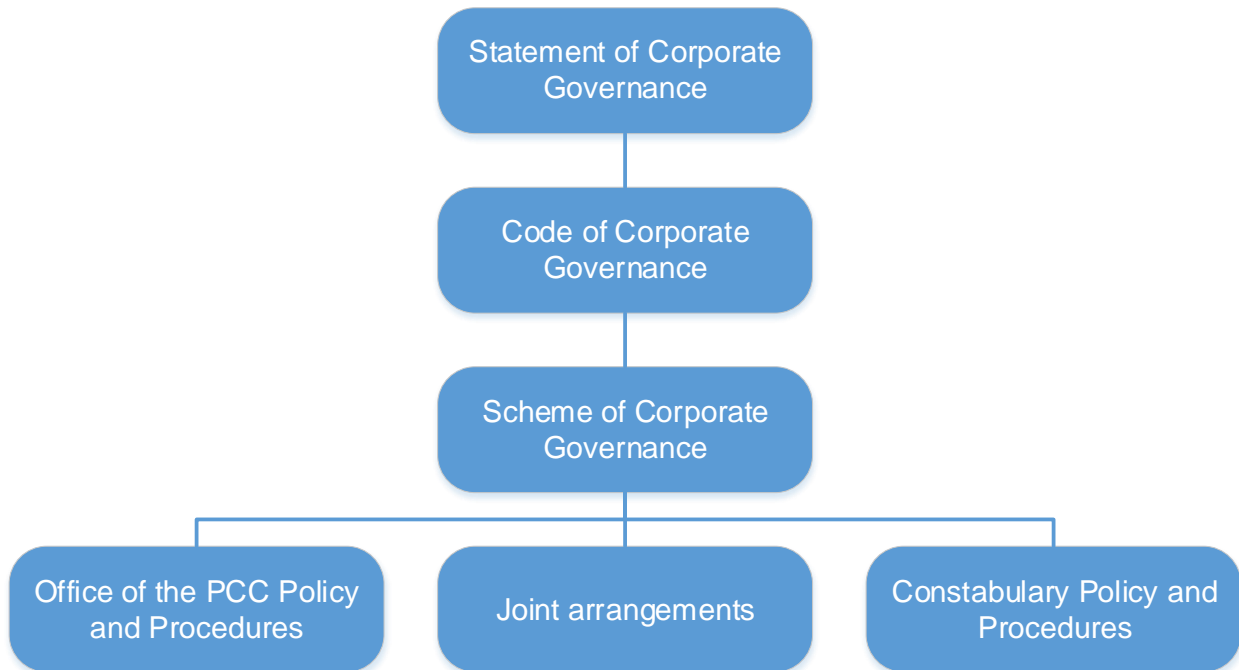 Statement of Corporate
Governance
Code of Corporate
Governance
Scheme of Corporate
Governance
Office of the PCC Policy
and Procedures
Joint arrangements
Constabulary Policy and
Procedures